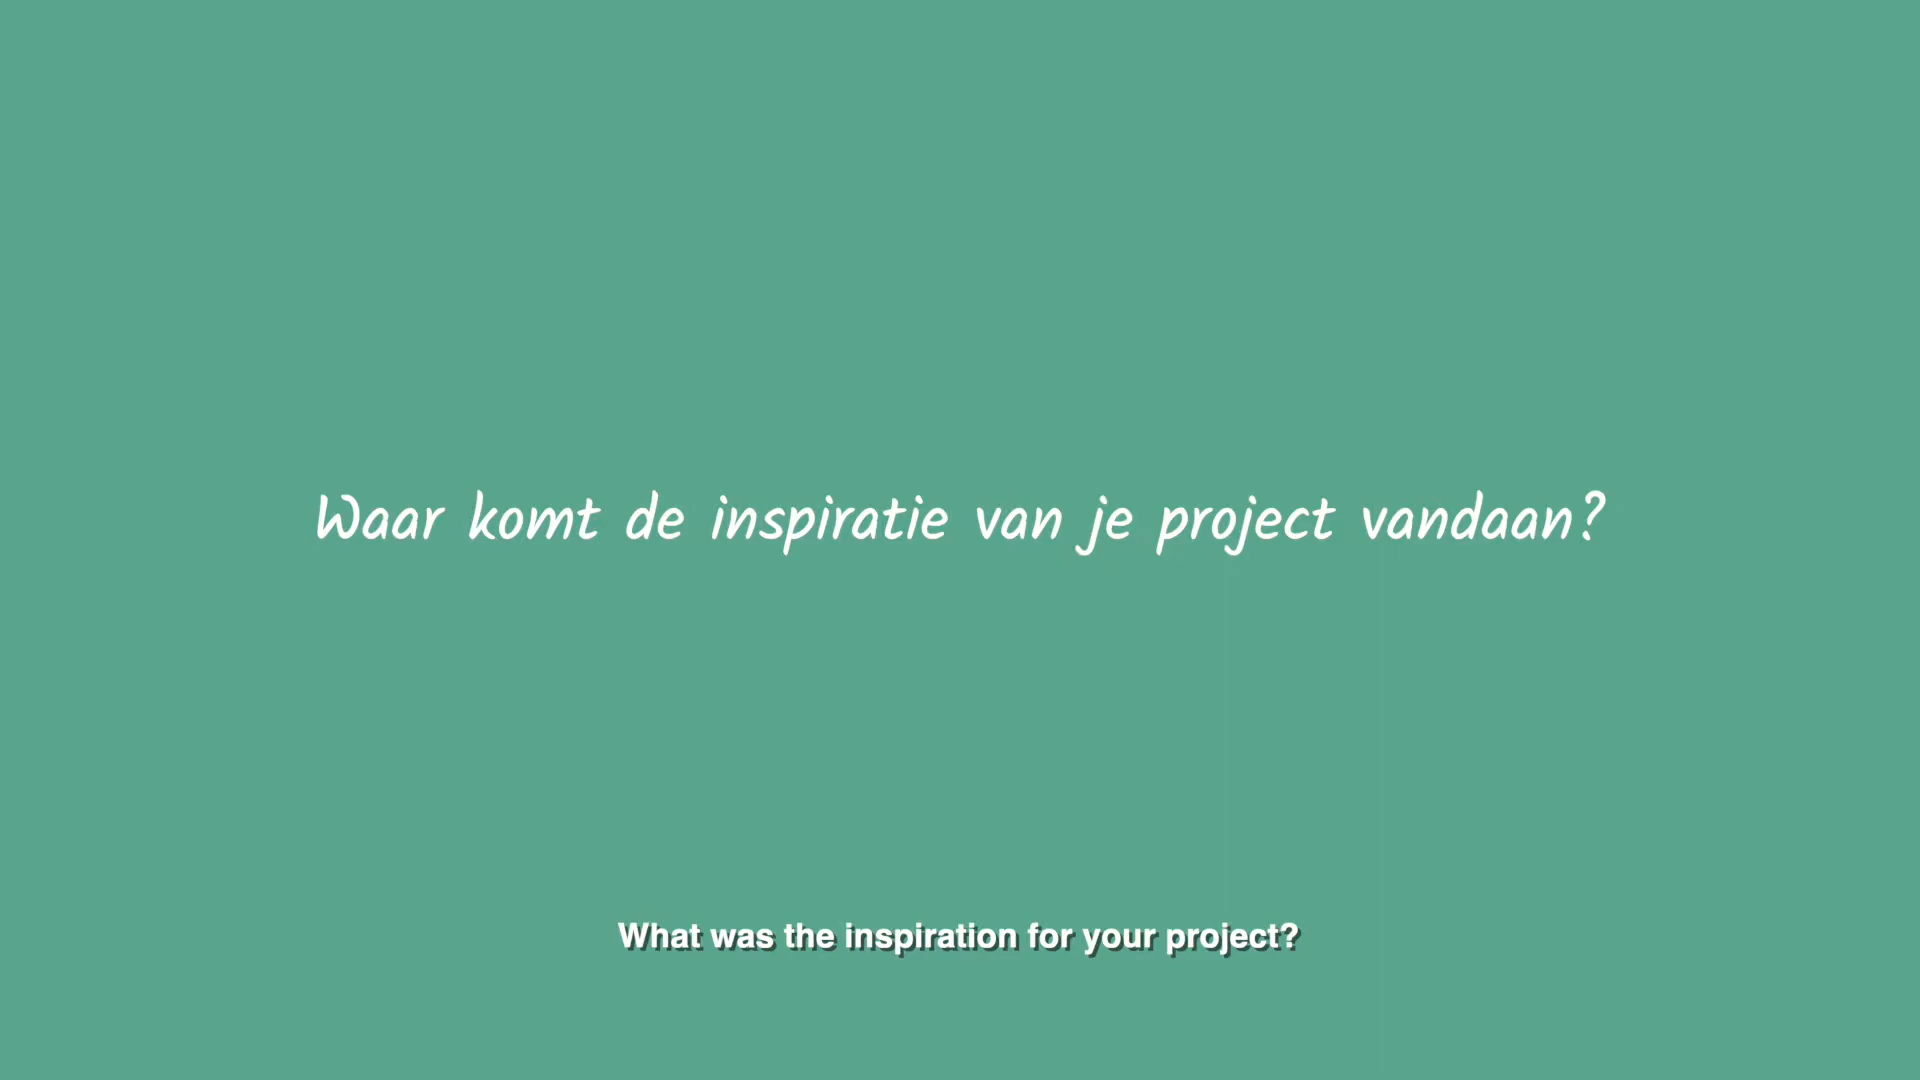 Waar komt de inspiratie van je project vandaan?
What was the inspiration for your project?